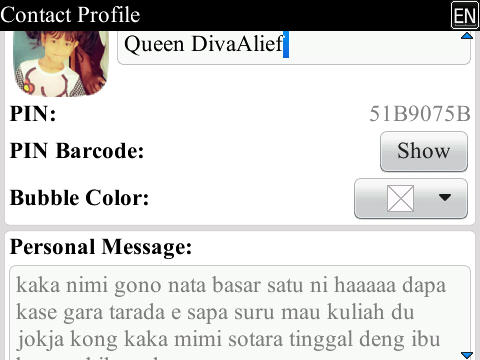 Contact Profile EN
Queen DivaAlief
PIN: 51B9075B
PIN Barcode: Show
Bubble Color:
Personal Message:
kaka nimi gono nata basar satu ni haaaaa dapa
kase gara tarada e sapa suru mau kuliah du
jokja kong kaka mimi sotara tinggal deng ibu